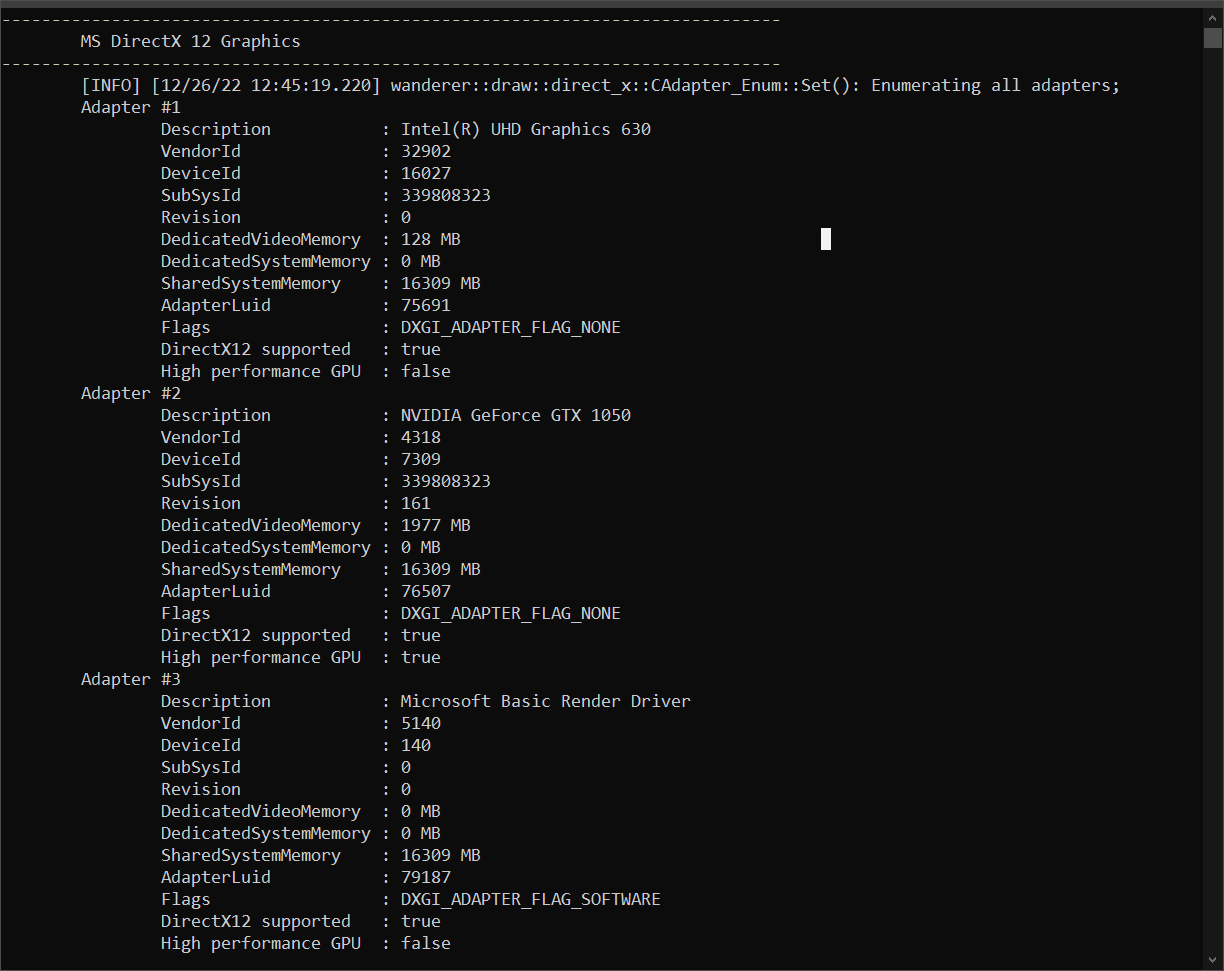 ------------------------------------------------------------------------------
MS DirectX 12 Graphics
------------------------------------------------------------------------------
[INFO] [12/26/22 12:45:19.220] wanderer::draw::direct_x::CAdapter_Enum::Set(): Enumerating all adapters;
Adapter #1
Description : Intel(R) UHD Graphics 630
VendorId : 32902
DeviceId : 16027
SubSysId : 339808323
Revision : 0
DedicatedVideoMemory : 128 MB
DedicatedSystemMemory : 0 MB
SharedSystemMemory : 16309 MB
AdapterLuid : 75691
Flags : DXGI_ADAPTER_FLAG_NONE
DirectX12 supported : true
High performance GPU : false
Adapter #2
Description : NVIDIA GeForce GTX 1050
VendorId : 4318
DeviceId : 7309
SubSysId : 339808323
Revision : 161
DedicatedVideoMemory : 1977 MB
DedicatedSystemMemory : 0 MB
SharedSystemMemory : 16309 MB
AdapterLuid : 76507
Flags : DXGI_ADAPTER_FLAG_NONE
DirectX12 supported : true
High performance GPU : true
Adapter #3
Description : Microsoft Basic Render Driver
VendorId : 5140
DeviceId : 140
SubSysId : 0
Revision : 0
DedicatedVideoMemory : 0 MB
DedicatedSystemMemory : 0 MB
SharedSystemMemory : 16309 MB
AdapterLuid : 79187
Flags : DXGI_ADAPTER_FLAG_SOFTWARE
DirectX12 supported : true
High performance GPU : false